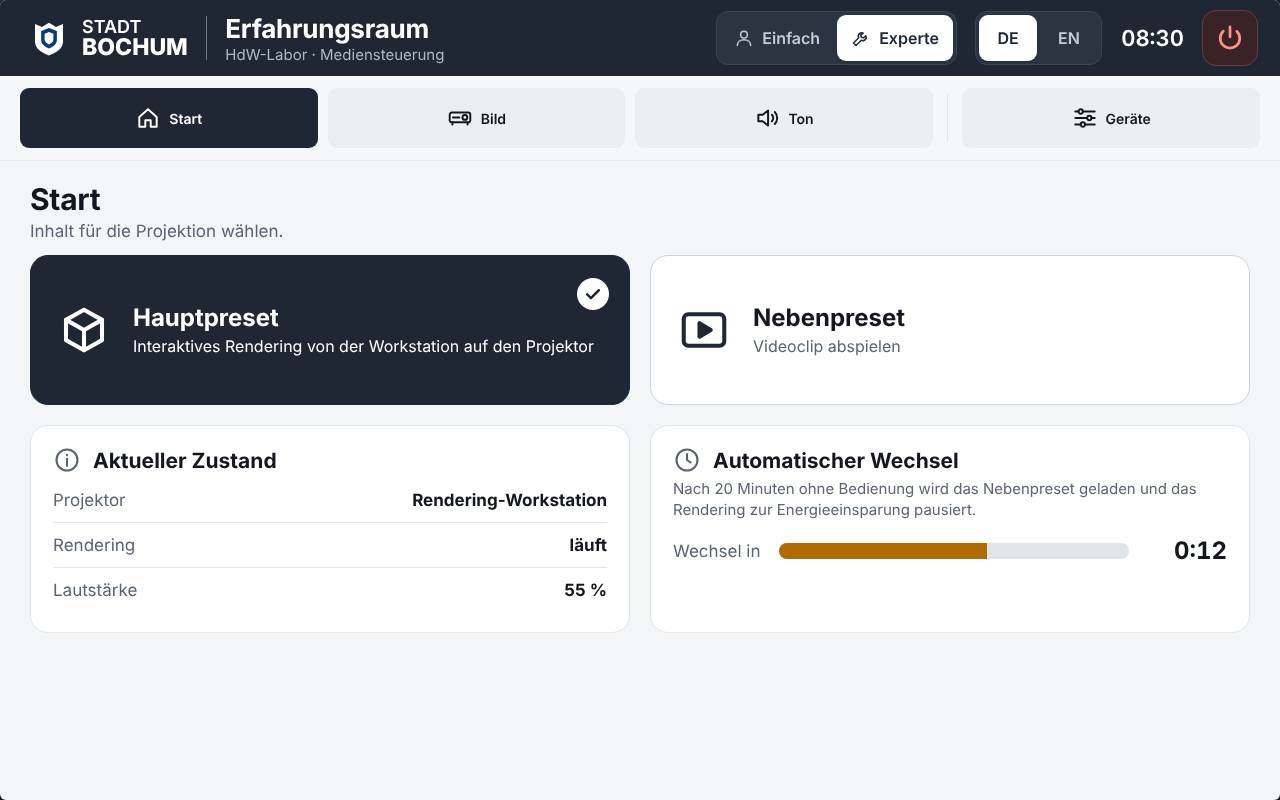 STADT
BOCHUM
Erfahrungsraum
HdW-Labor · Mediensteuerung
Einfach
Experte
DE
EN
08:30
Start
Bild
Ton
Geräte
Start
Inhalt für die Projektion wählen.
Hauptpreset
Interaktives Rendering von der Workstation auf den Projektor
Nebenpreset
Videoclip abspielen
Aktueller Zustand
Projektor
Rendering-Workstation
Rendering
läuft
Lautstärke
55 %
Automatischer Wechsel
Nach 20 Minuten ohne Bedienung wird das Nebenpreset geladen und das
Rendering zur Energieeinsparung pausiert.
Wechsel in
0:12